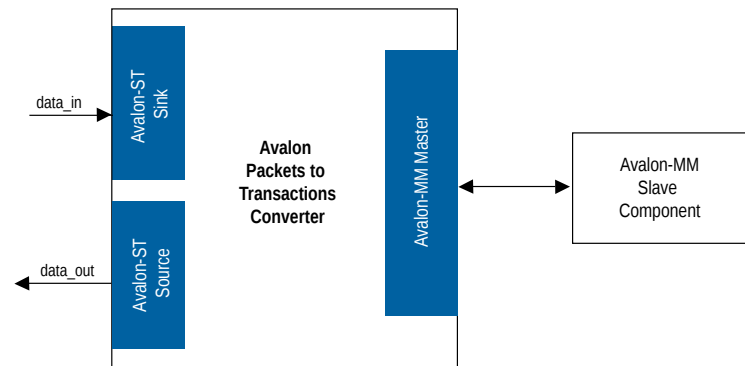 data_in
Avalon-ST
Sink
Avalon
Packets to
Transactions
Converter
Avalon-MM Master
Avalon-MM
Slave
Component
data_out
Avalon-ST
Source